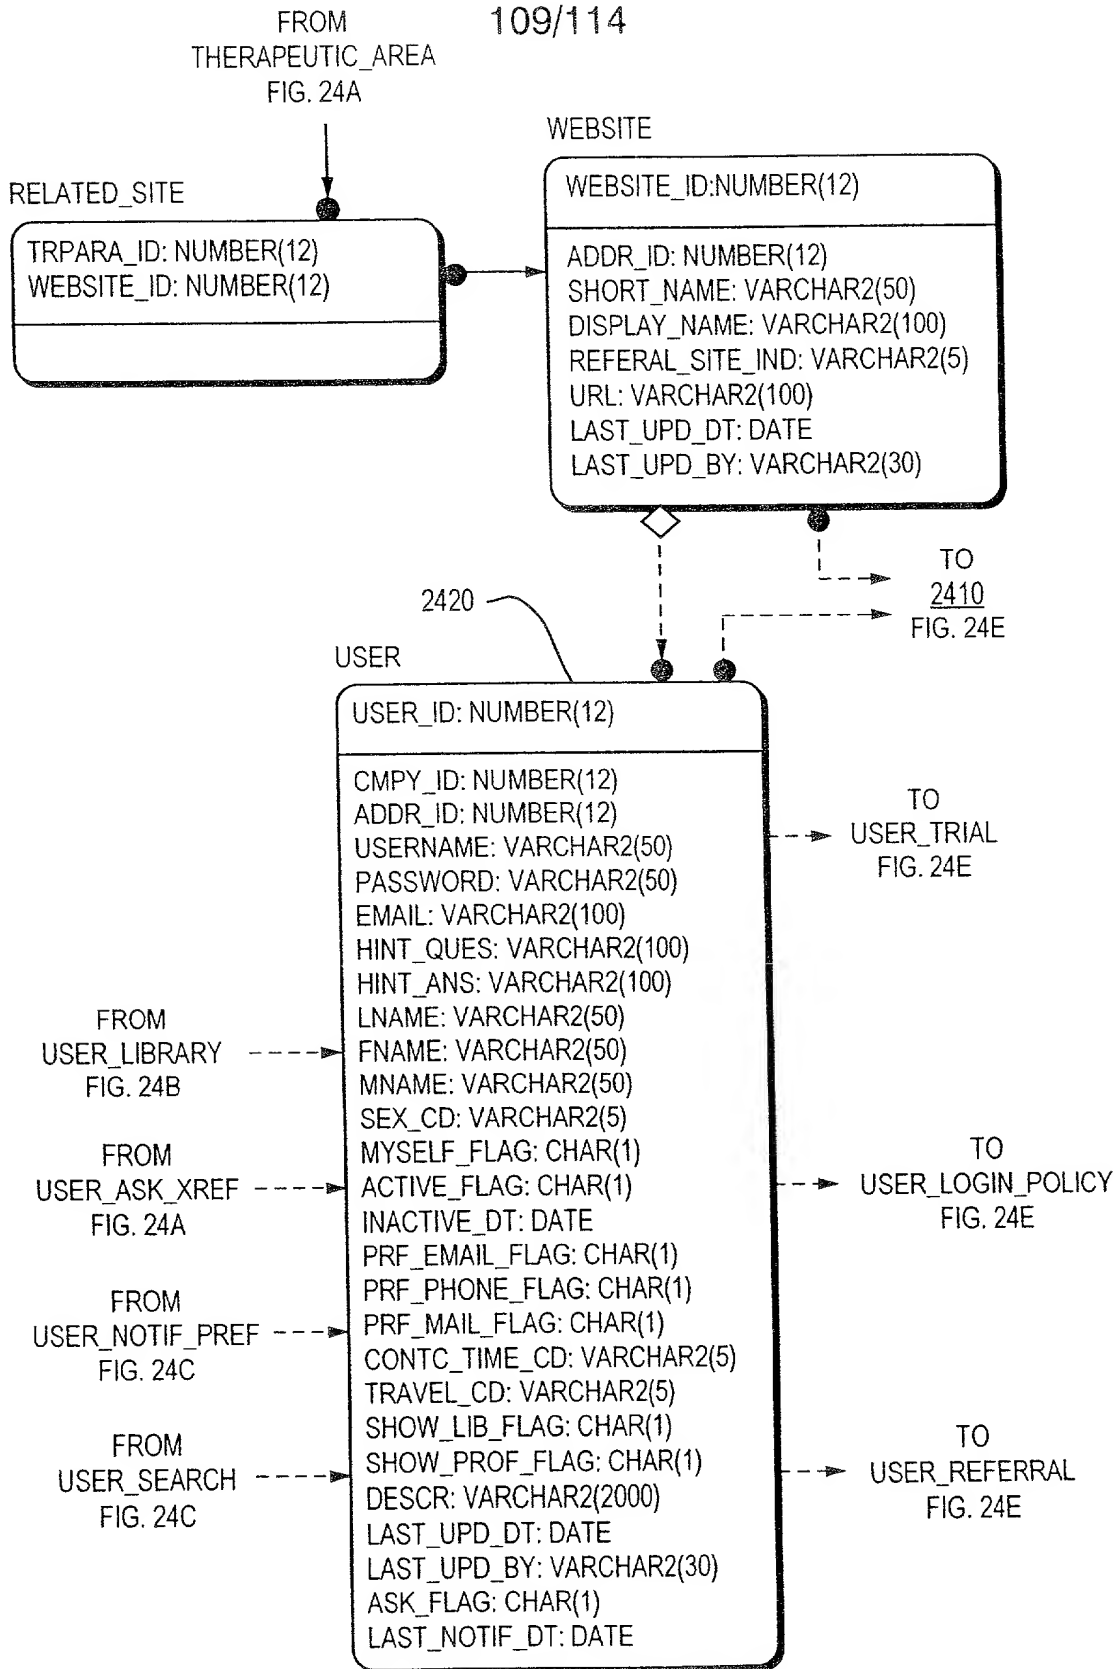 109/114
FROM
THERAPEUTIC_AREA
FIG. 24A
RELATED_SITE
TRPARA_ID: NUMBER(12)
WEBSITE_ID: NUMBER(12)
WEBSITE
WEBSITE_ID:NUMBER(12)
ADDR_ID: NUMBER(12)
SHORT_NAME: VARCHAR2(50)
DISPLAY_NAME: VARCHAR2(100)
REFERAL_SITE_IND: VARCHAR2(5)
URL: VARCHAR2(100)
LAST_UPD_DT: DATE
LAST_UPD_BY: VARCHAR2(30)
TO
2410
FIG. 24E
2420
USER
USER_ID: NUMBER(12)
CMPY_ID: NUMBER(12)
ADDR_ID: NUMBER(12)
USERNAME: VARCHAR2(50)
PASSWORD: VARCHAR2(50)
EMAIL: VARCHAR2(100)
HINT_QUES: VARCHAR2(100)
HINT_ANS: VARCHAR2(100)
LNAME: VARCHAR2(50)
FNAME: VARCHAR2(50)
MNAME: VARCHAR2(50)
SEX_CD: VARCHAR2(5)
MYSELF_FLAG: CHAR(1)
ACTIVE_FLAG: CHAR(1)
INACTIVE_DT: DATE
PRF_EMAIL_FLAG: CHAR(1)
PRF_PHONE_FLAG: CHAR(1)
PRF_MAIL_FLAG: CHAR(1)
CONTC_TIME_CD: VARCHAR2(5)
TRAVEL_CD: VARCHAR2(5)
SHOW_LIB_FLAG: CHAR(1)
SHOW_PROF_FLAG: CHAR(1)
DESCR: VARCHAR2(2000)
LAST_UPD_DT: DATE
LAST_UPD_BY: VARCHAR2(30)
ASK_FLAG: CHAR(1)
LAST_NOTIF_DT: DATE
FROM
USER_LIBRARY
FIG. 24B
FROM
USER_ASK_XREF
FIG. 24A
FROM
USER_NOTIF_PREF
FIG. 24C
FROM
USER_SEARCH
FIG. 24C
TO
USER_TRIAL
FIG. 24E
TO
USER_LOGIN_POLICY
FIG. 24E
TO
USER_REFERRAL
FIG. 24E